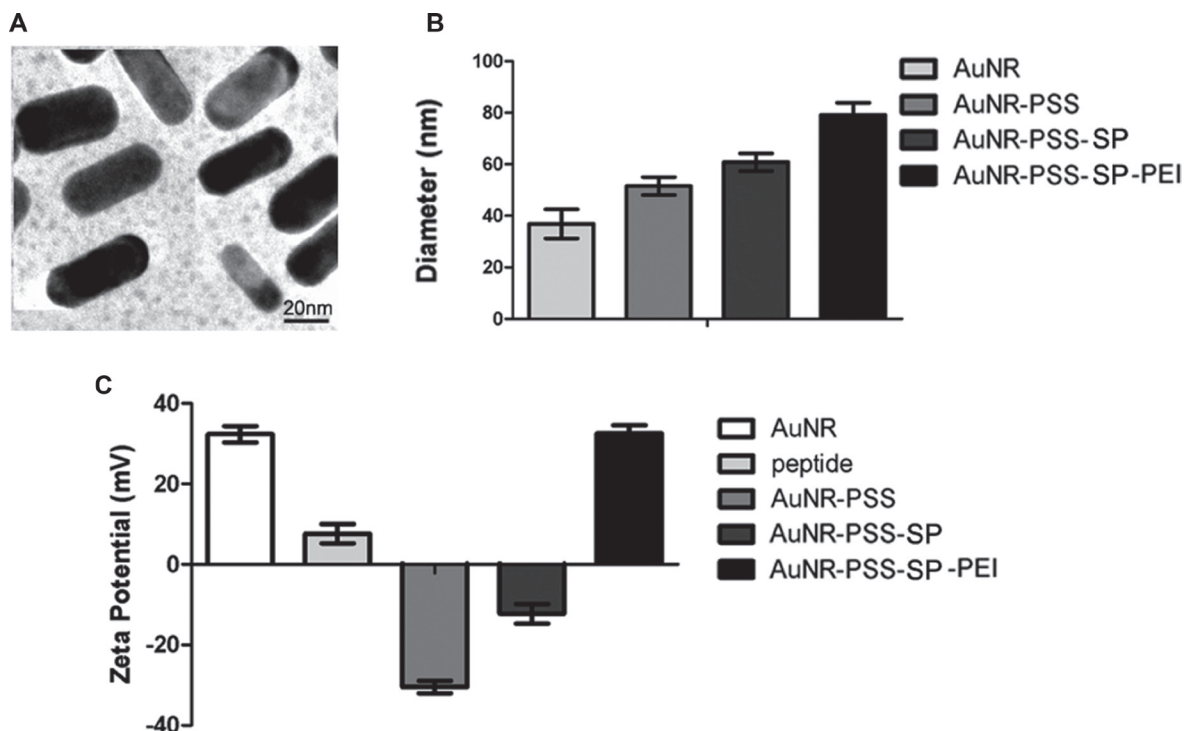 A
20nm
B
Diameter (nm)
100
80
60
40
20
0
AuNR
AuNR-PSS
AuNR-PSS-SP
AuNR-PSS-SP-PEI
C
Zeta Potential (mV)
40
20
0
-20
-40
AuNR
peptide
AuNR-PSS
AuNR-PSS-SP
AuNR-PSS-SP-PEI